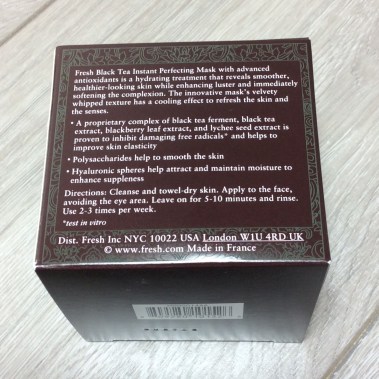 Fresh Black Tea Instant Perfecting Mask with advanced
antioxidants is a hydrating treatment that reveals smoother,
healthier-looking skin while enhancing luster and immediately
softening the complexion. The innovative mask's velvety
whipped texture has a cooling effect to refresh the skin and
the senses.
• A proprietary complex of black tea ferment, black tea
extract, blackberry leaf extract, and lychee seed extract is
proven to inhibit damaging free radicals* and helps to
improve skin elasticity
• Polysaccharides help to smooth the skin
• Hyaluronic spheres help attract and maintain moisture to
enhance suppleness
Directions: Cleanse and towel-dry skin. Apply to the face,
avoiding the eye area. Leave on for 5-10 minutes and rinse.
Use 2-3 times per week.
*test in vitro
Dist. Fresh Inc NYC 10022 USA London W1U 4RD UK
© www.fresh.com Made in France